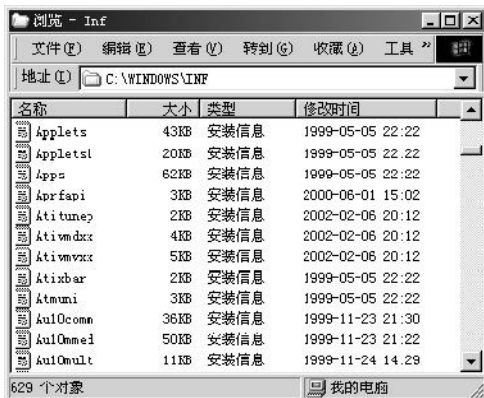 浏览 - Inf
文件(F) 编辑(E) 查看(V) 转到(G) 收藏(A) 工具 »
地址(I) C:\WINDOWS\INF
名称 大小 类型 修改时间
Applets 43KB 安装信息 1999-05-05 22:22
Appletsl 20KB 安装信息 1999-05-05 22.22
Apps 62KB 安装信息 1999-05-05 22:22
Aprfapi 3KB 安装信息 2000-06-01 15:02
Atitunep 2KB 安装信息 2002-02-06 20:12
Ativmdxx 4KB 安装信息 2002-02-06 20:12
Ativmvxx 5KB 安装信息 2002-02-06 20:12
Atixbar 2KB 安装信息 1999-05-05 22:22
Atmuni 3KB 安装信息 1999-05-05 22:22
Au10comn 36KB 安装信息 1999-11-23 21:30
Au10mmed 50KB 安装信息 1999-11-23 21:22
Au10mult 11KB 安装信息 1999-11-24 14.29
629 个对象 我的电脑